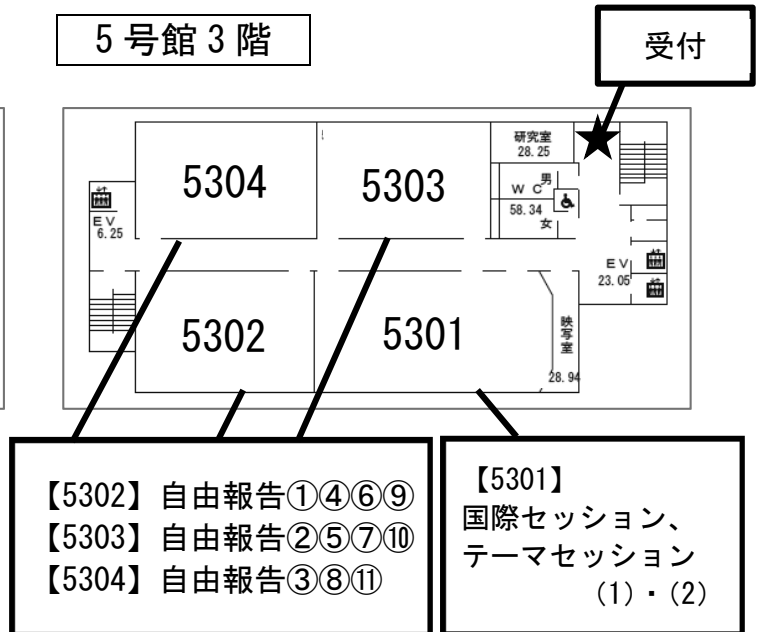 5号館3階
受付
5304
5303
研究室
28.25
男
WC
58.34
女
EV
6.25
EV
23.05
5302
5301
映写室
28.94
【5302】自由報告①④⑥⑨
【5303】自由報告②⑤⑦⑩
【5304】自由報告③⑧⑪
【5301】
国際セッション、
テーマセッション
(1)・(2)